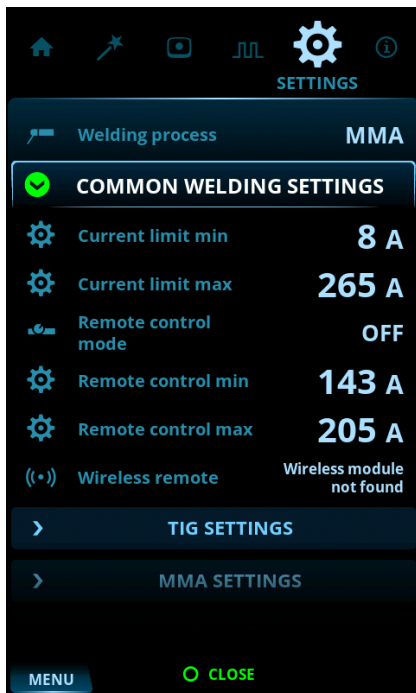 SETTINGS
Welding process MMA
COMMON WELDING SETTINGS
Current limit min 8 A
Current limit max 265 A
Remote control
mode OFF
Remote control min 143 A
Remote control max 205 A
Wireless remote Wireless module
not found
TIG SETTINGS
MMA SETTINGS
MENU CLOSE